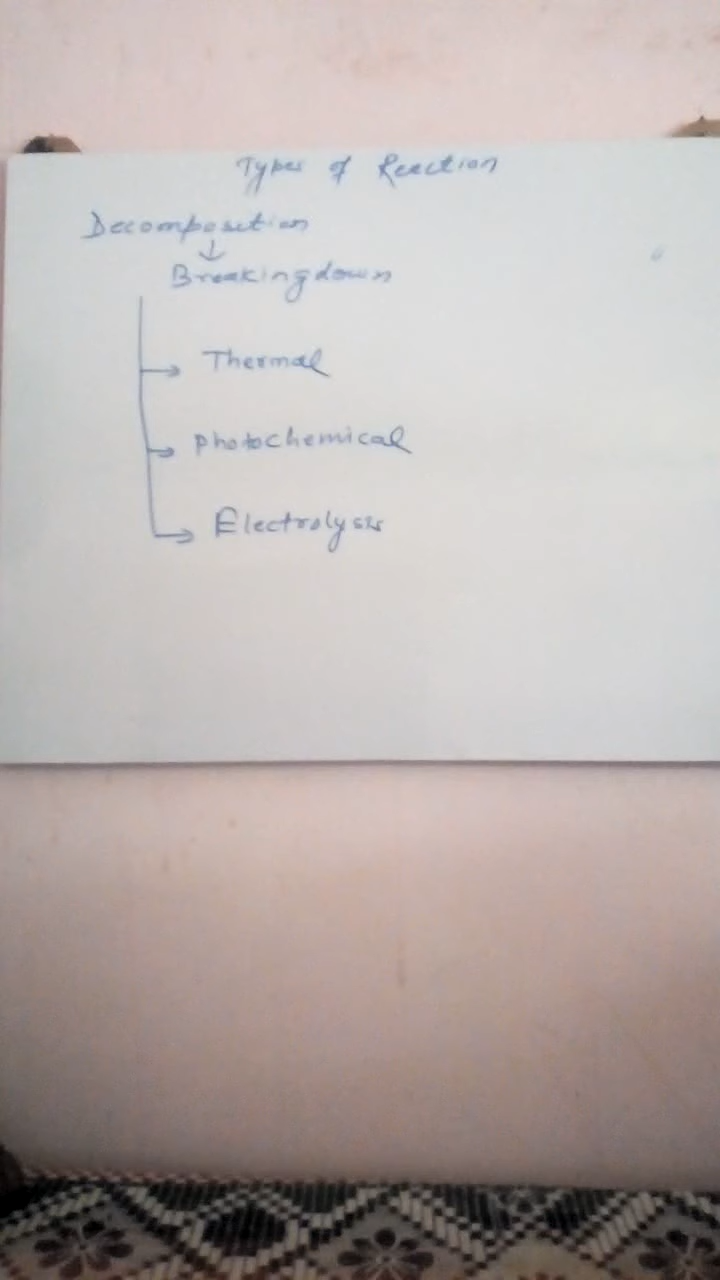 Types of Reaction
Decomposition
↓
Breakingdown
→ Thermal
→ Photochemical
→ Electrolysis